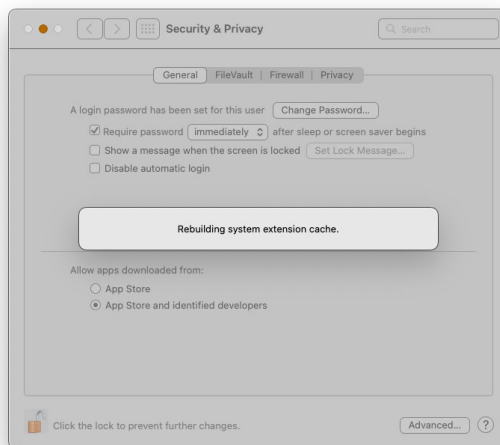 Security & Privacy
Search
General FileVault Firewall Privacy
A login password has been set for this user Change Password...
Require password immediately after sleep or screen saver begins
Show a message when the screen is locked Set Lock Message...
Disable automatic login
Rebuilding system extension cache.
Allow apps downloaded from:
App Store
App Store and identified developers
Click the lock to prevent further changes.
Advanced... ?